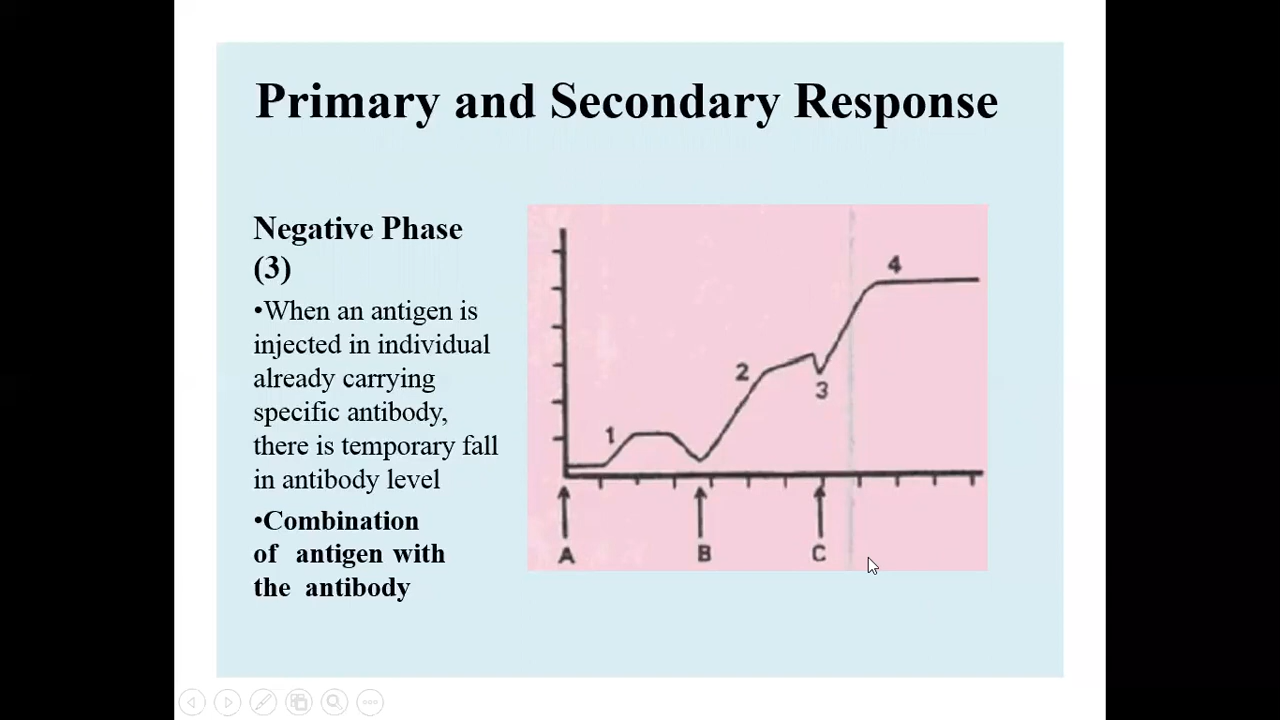 Primary and Secondary Response
Negative Phase
(3)
•When an antigen is
injected in individual
already carrying
specific antibody,
there is temporary fall
in antibody level
•Combination
of antigen with
the antibody
1
2
3
4
A
B
C